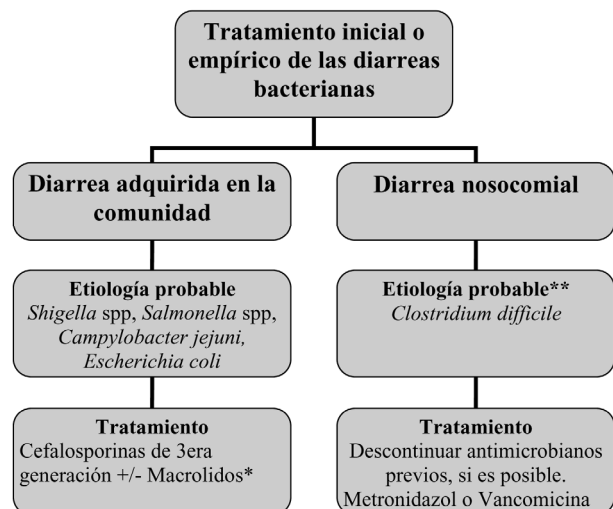 Tratamiento inicial o
empírico de las diarreas
bacterianas
Diarrea adquirida en la
comunidad
Diarrea nosocomial
Etiología probable
Shigella spp, Salmonella spp,
Campylobacter jejuni,
Escherichia coli
Etiología probable**
Clostridium difficile
Tratamiento
Cefalosporinas de 3era
generación +/- Macrolidos*
Tratamiento
Descontinuar antimicrobianos
previos, si es posible.
Metronidazol o Vancomicina